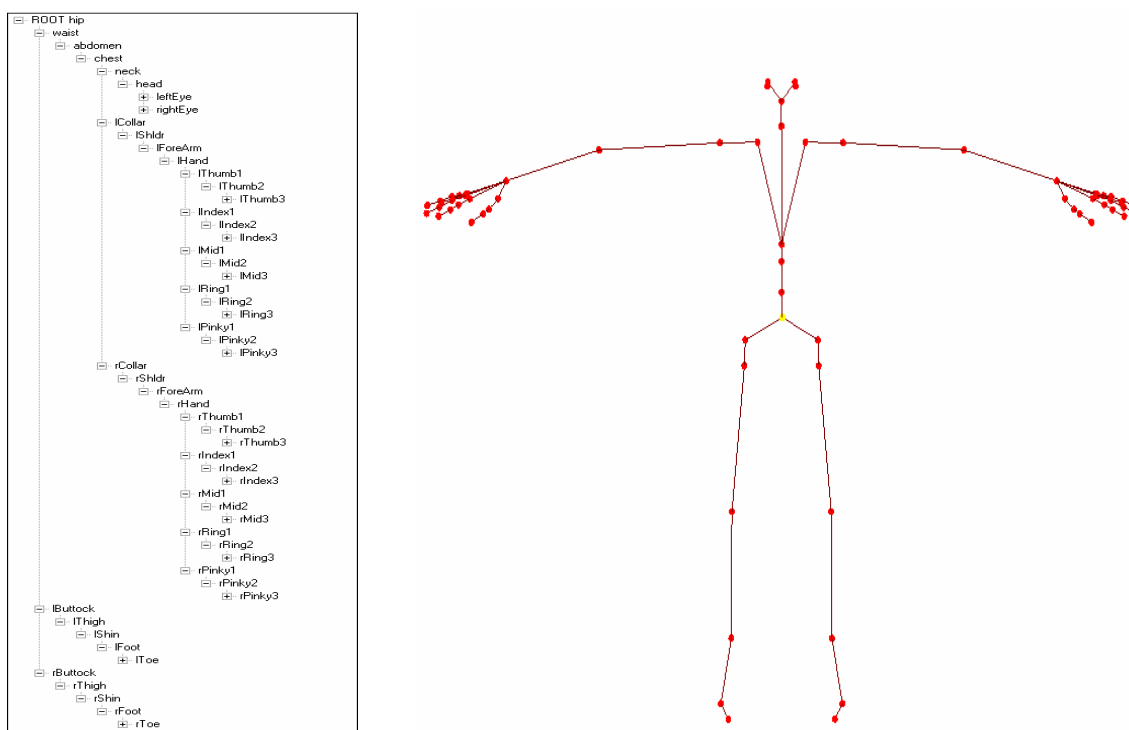 ROOT hip
waist
abdomen
chest
neck
head
leftEye
rightEye
lCollar
lShldr
lForeArm
lHand
lThumb1
lThumb2
lThumb3
lIndex1
lIndex2
lIndex3
lMid1
lMid2
lMid3
lRing1
lRing2
lRing3
lPinky1
lPinky2
lPinky3
rCollar
rShldr
rForeArm
rHand
rThumb1
rThumb2
rThumb3
rIndex1
rIndex2
rIndex3
rMid1
rMid2
rMid3
rRing1
rRing2
rRing3
rPinky1
rPinky2
rPinky3
lButtock
lThigh
lShin
lFoot
lToe
rButtock
rThigh
rShin
rFoot
rToe